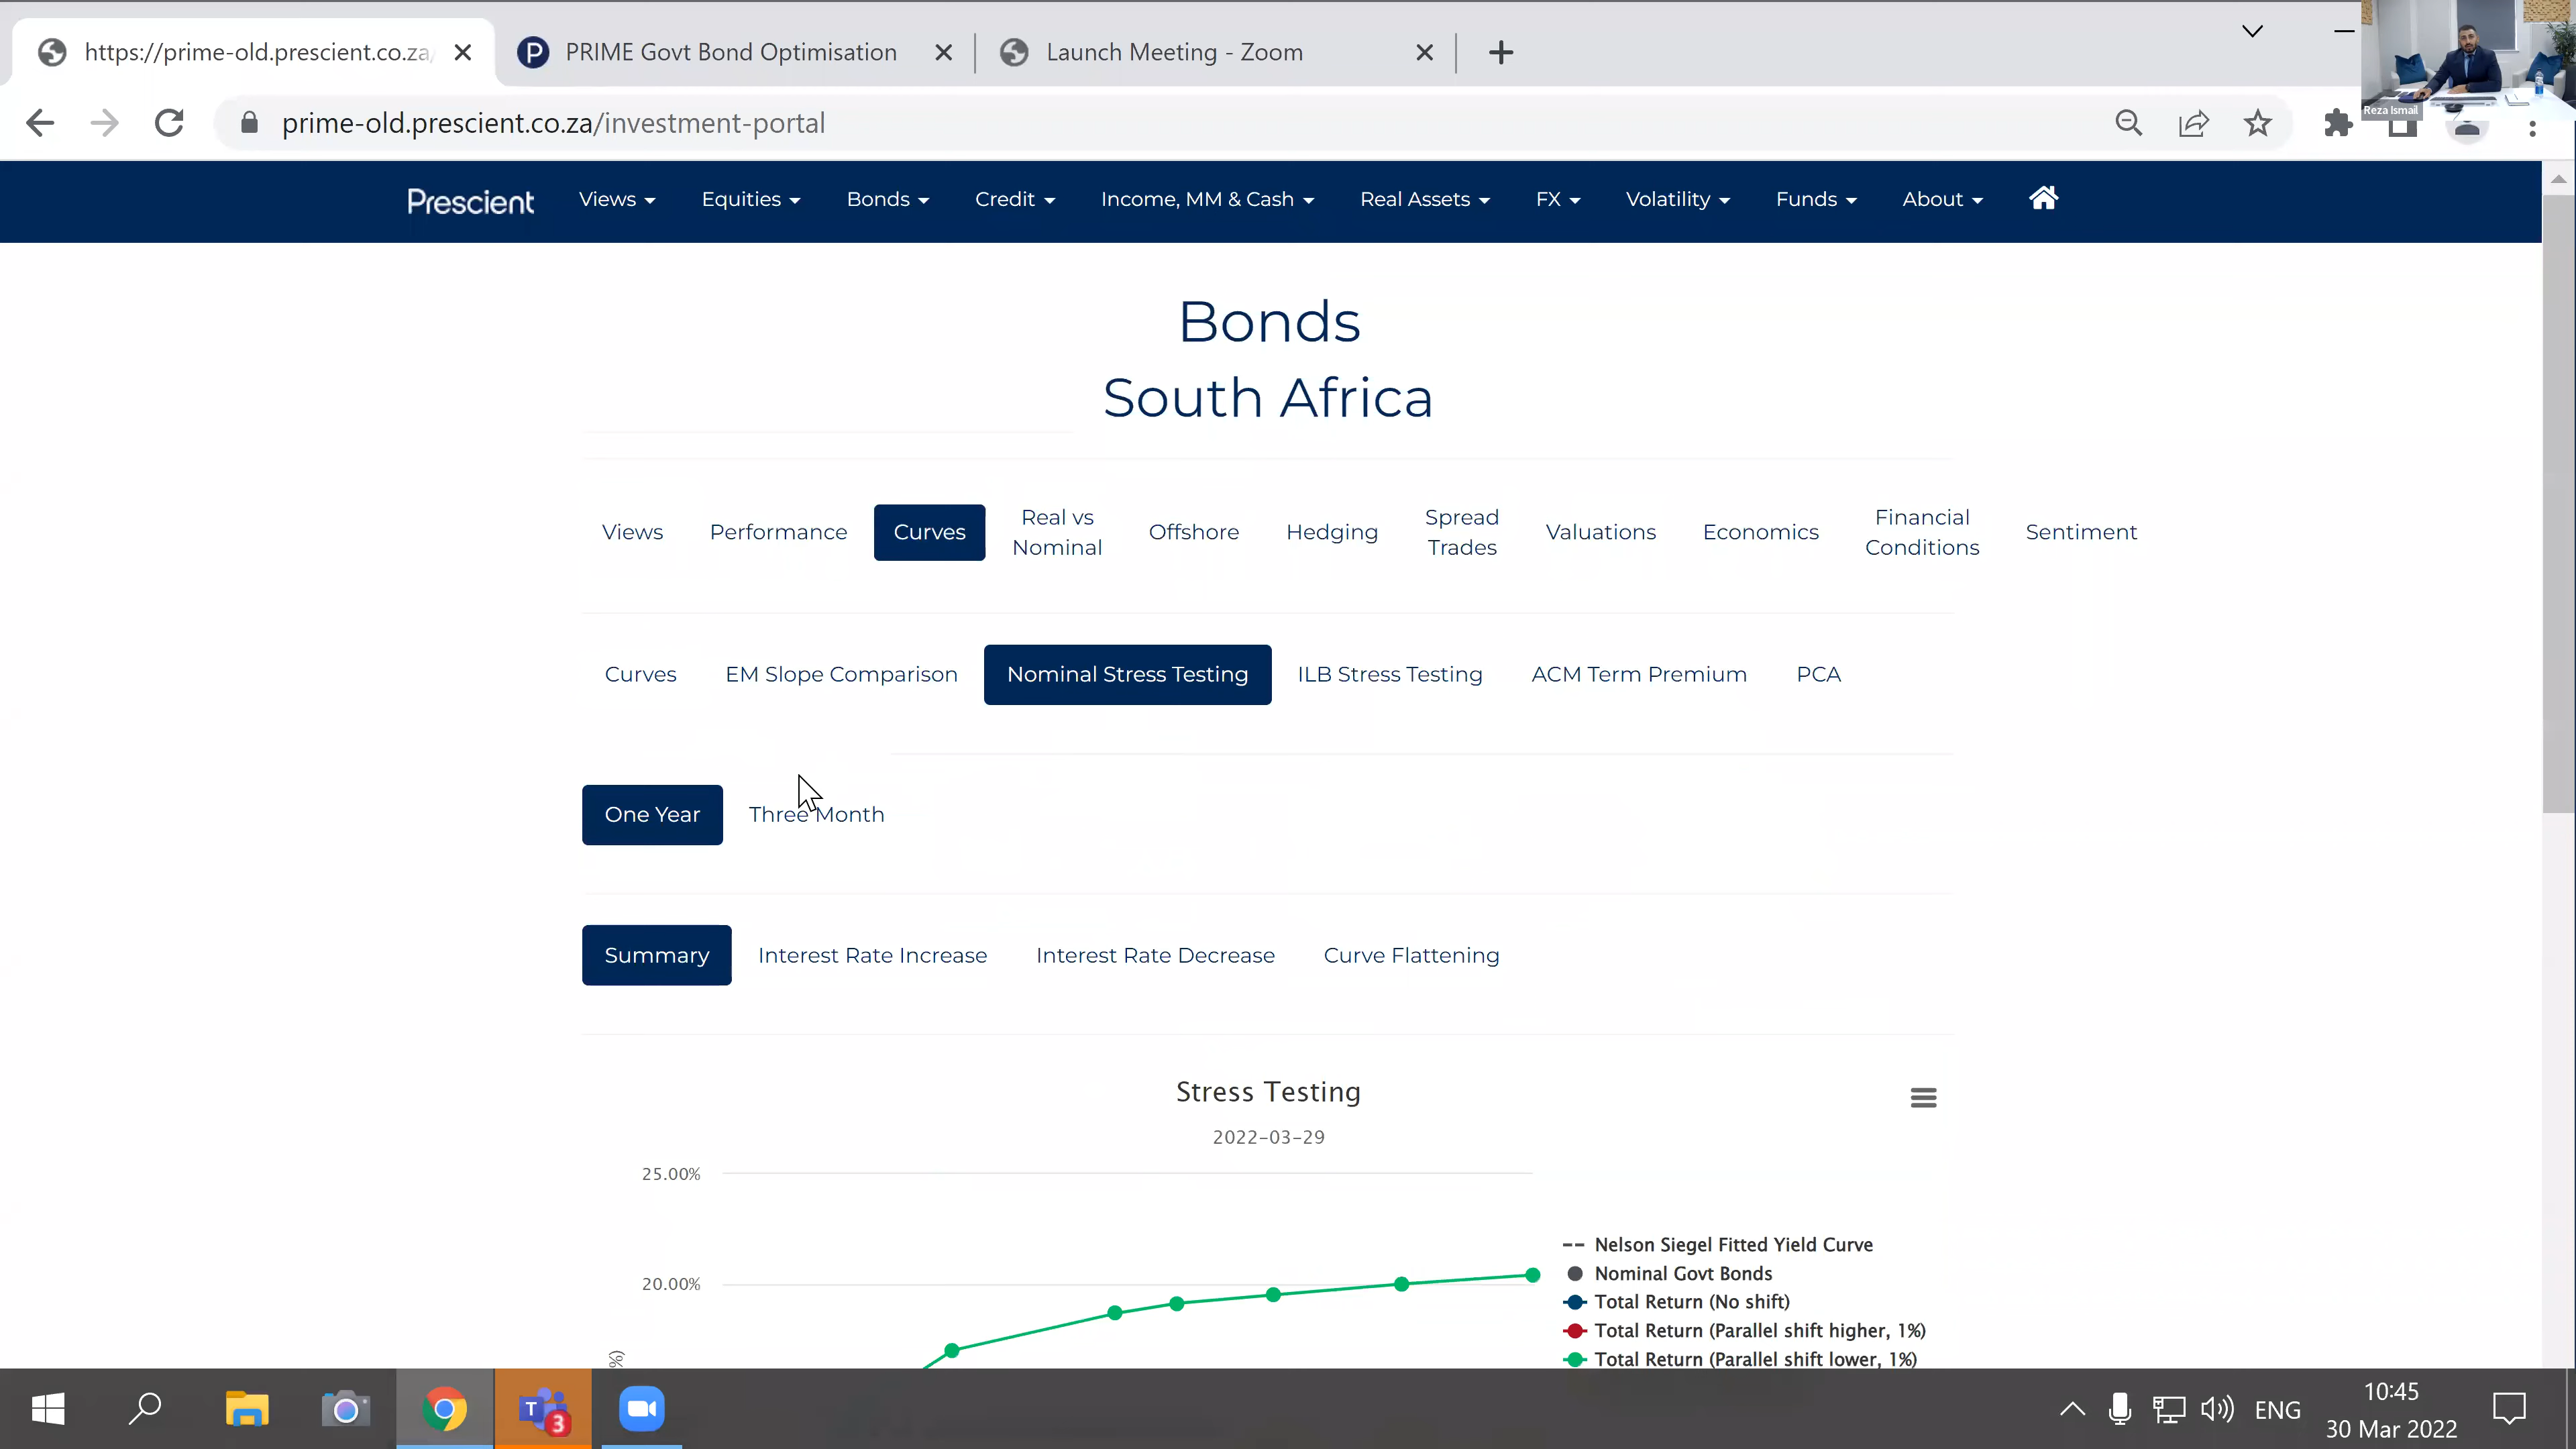 https://prime-old.prescient.co.za/
PRIME Govt Bond Optimisation
Launch Meeting - Zoom
prime-old.prescient.co.za/investment-portal
Reza Ismail
Prescient
Views
Equities
Bonds
Credit
Income, MM & Cash
Real Assets
FX
Volatility
Funds
About
Bonds
South Africa
Views
Performance
Curves
Real vs
Nominal
Offshore
Hedging
Spread
Trades
Valuations
Economics
Financial
Conditions
Sentiment
Curves
EM Slope Comparison
Nominal Stress Testing
ILB Stress Testing
ACM Term Premium
PCA
One Year
Three Month
Summary
Interest Rate Increase
Interest Rate Decrease
Curve Flattening
Stress Testing
2022-03-29
25.00%
20.00%
%)
Nelson Siegel Fitted Yield Curve
Nominal Govt Bonds
Total Return (No shift)
Total Return (Parallel shift higher, 1%)
Total Return (Parallel shift lower, 1%)
P
T
3
ENG
10:45
30 Mar 2022